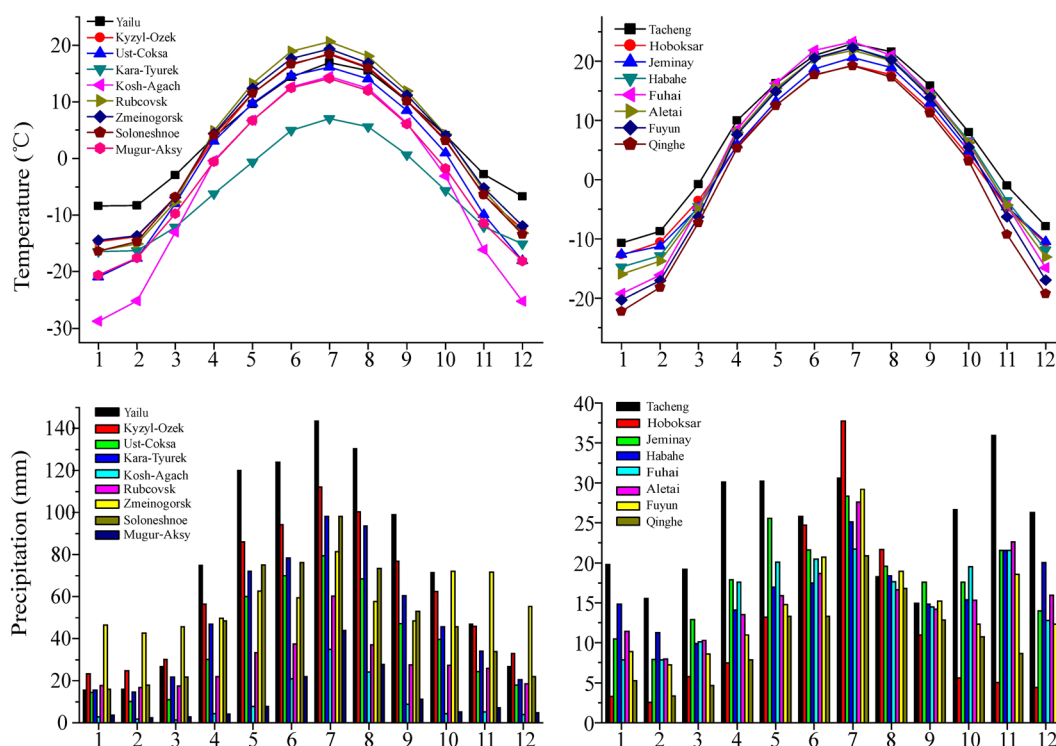 Temperature (℃)
20
10
0
-10
-20
-30
Yailu
Kyzyl-Ozek
Ust-Coksa
Kara-Tyurek
Kosh-Agach
Rubcovsk
Zmeinogorsk
Soloneshnoe
Mugur-Aksy
1 2 3 4 5 6 7 8 9 10 11 12
20
10
0
-10
-20
Tacheng
Hoboksar
Jeminay
Habahe
Fuhai
Aletai
Fuyun
Qinghe
1 2 3 4 5 6 7 8 9 10 11 12
Precipitation (mm)
140
120
100
80
60
40
20
0
Yailu
Kyzyl-Ozek
Ust-Coksa
Kara-Tyurek
Kosh-Agach
Rubcovsk
Zmeinogorsk
Soloneshnoe
Mugur-Aksy
1 2 3 4 5 6 7 8 9 10 11 12
40
35
30
25
20
15
10
5
0
Tacheng
Hoboksar
Jeminay
Habahe
Fuhai
Aletai
Fuyun
Qinghe
1 2 3 4 5 6 7 8 9 10 11 12